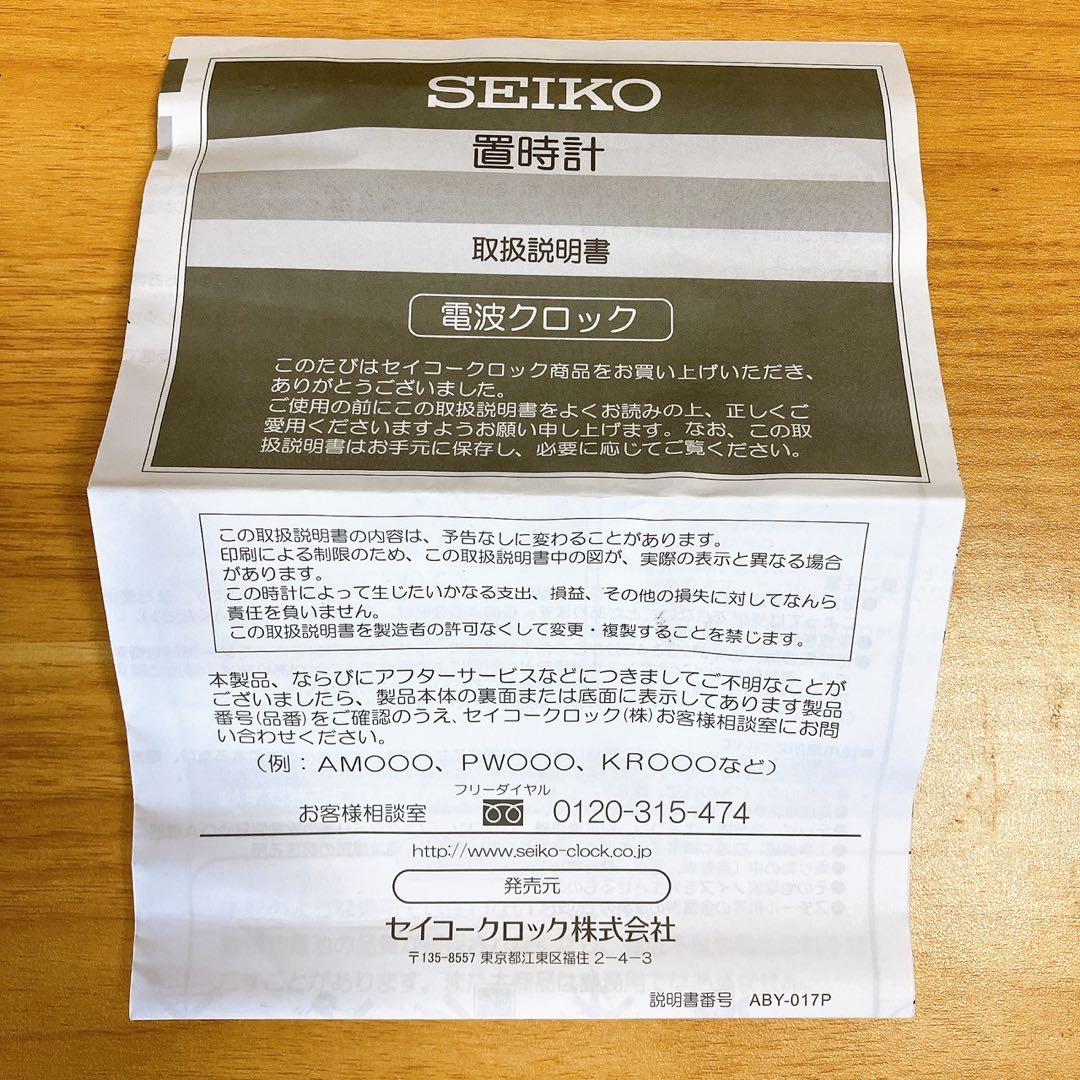 SEIKO
置時計
取扱説明書
電波クロック
このたびはセイコークロック商品をお買い上げいただき、
ありがとうございました。
ご使用の前にこの取扱説明書をよくお読みの上、正しくご
愛用くださいますようお願い申し上げます。なお、この取
扱説明書はお手元に保存し、必要に応じてご覧ください。
この取扱説明書の内容は、予告なしに変わることがあります。
印刷による制限のため、この取扱説明書中の図が、実際の表示と異なる場合
があります。
この時計によって生じたいかなる支出、損益、その他の損失に対してなんら
責任を負いません。
この取扱説明書を製造者の許可なくして変更・複製することを禁じます。
本製品、ならびにアフターサービスなどにつきましてご不明なことが
ございましたら、製品本体の裏面または底面に表示してあります製品
番号(品番)をご確認のうえ、セイコークロック(株)お客様相談室にお問
い合わせください。
(例：AM○○○、PW○○○、KR○○○など)
フリーダイヤル
お客様相談室 0120-315-474
http://www.seiko-clock.co.jp
発売元
セイコークロック株式会社
〒135-8557 東京都江東区福住 2-4-3
説明書番号 ABY-017P